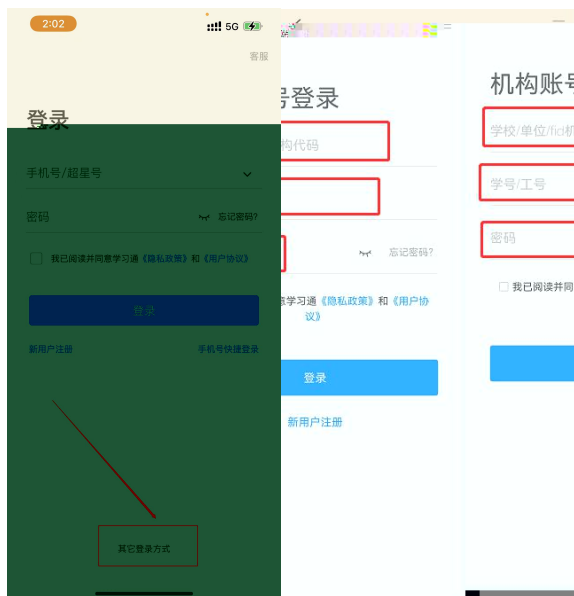 2:02
5G
客服
登录
手机号/超星号
密码
忘记密码?
我已阅读并同意学习通《隐私政策》和《用户协议》
登录
新用户注册
手机号快捷登录
其它登录方式
号登录
构代码
忘记密码?
意学习通《隐私政策》和《用户协
议》
登录
新用户注册
机构账号
学校/单位/fid机
学号/工号
密码
我已阅读并同